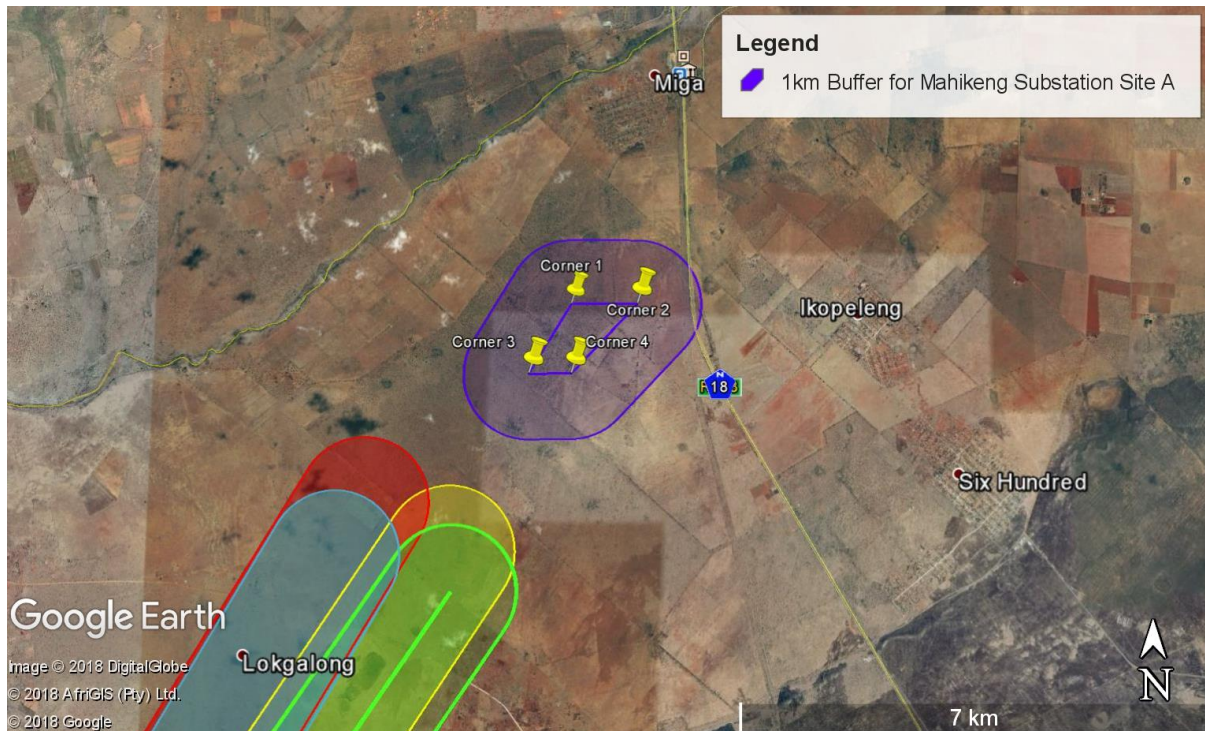 Legend
1km Buffer for Mahikeng Substation Site A
Miga
Corner 1
Corner 2
Corner 3
Corner 4
Ikopeleng
N
18
Six Hundred
Google Earth
Lokgalong
Image © 2018 DigitalGlobe
© 2018 AfriGIS (Pty) Ltd.
© 2018 Google
N
7 km